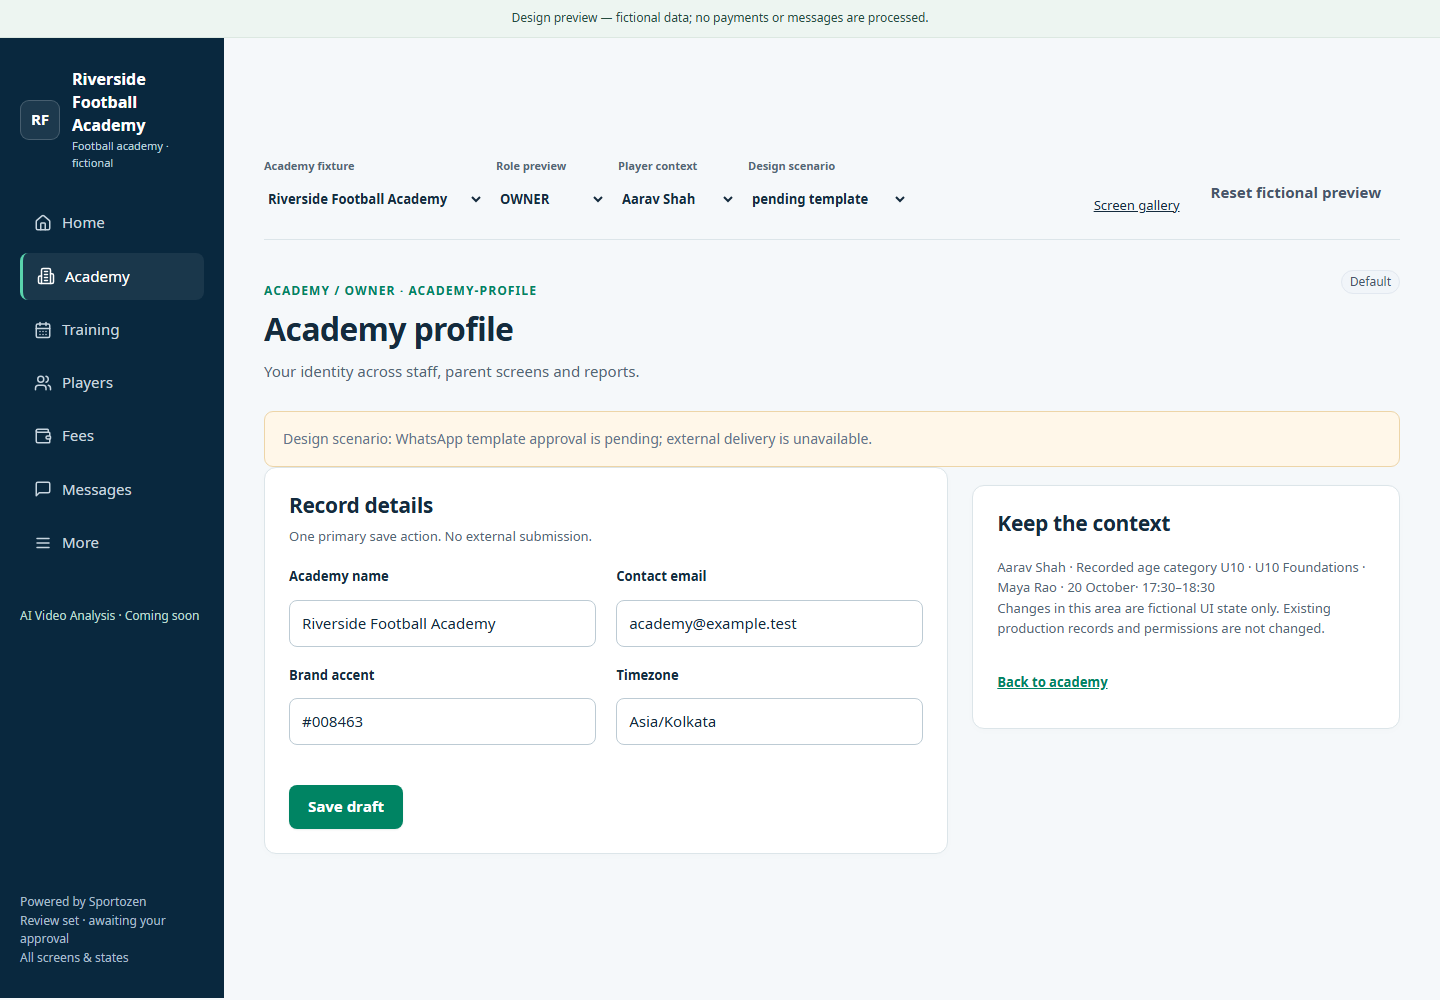 Design preview — fictional data; no payments or messages are processed.
RF
Riverside
Football
Academy
Football academy ·
fictional
Home
Academy
Training
Players
Fees
Messages
More
AI Video Analysis · Coming soon
Powered by Sportozen
Review set · awaiting your
approval
All screens & states
Academy fixture
Role preview
Player context
Design scenario
Riverside Football Academy
OWNER
Aarav Shah
pending template
Screen gallery
Reset fictional preview
ACADEMY / OWNER · ACADEMY-PROFILE
Default
Academy profile
Your identity across staff, parent screens and reports.
Design scenario: WhatsApp template approval is pending; external delivery is unavailable.
Record details
One primary save action. No external submission.
Academy name
Contact email
Riverside Football Academy
academy@example.test
Brand accent
Timezone
#008463
Asia/Kolkata
Save draft
Keep the context
Aarav Shah · Recorded age category U10 · U10 Foundations ·
Maya Rao · 20 October· 17:30–18:30
Changes in this area are fictional UI state only. Existing
production records and permissions are not changed.
Back to academy